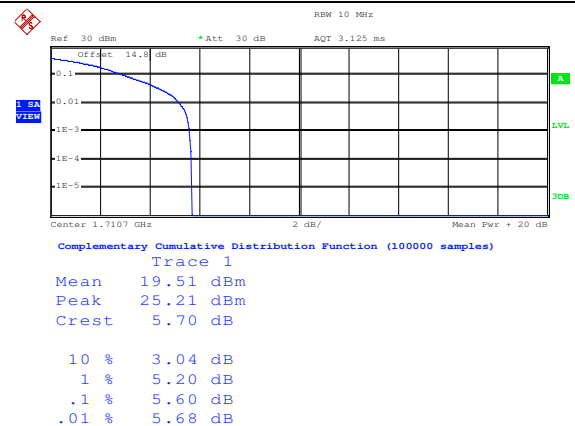 RBW 10 MHz
Ref 30 dBm *Att 30 dB AQT 3.125 ms
Offset 14.8 dB
0.1
A
0.01
1 SA
VIEW
1E-3
LVL
1E-4
1E-5
3DB
Center 1.7107 GHz 2 dB/ Mean Pwr + 20 dB
Complementary Cumulative Distribution Function (100000 samples)
Trace 1
Mean 19.51 dBm
Peak 25.21 dBm
Crest 5.70 dB
10 % 3.04 dB
1 % 5.20 dB
.1 % 5.60 dB
.01 % 5.68 dB